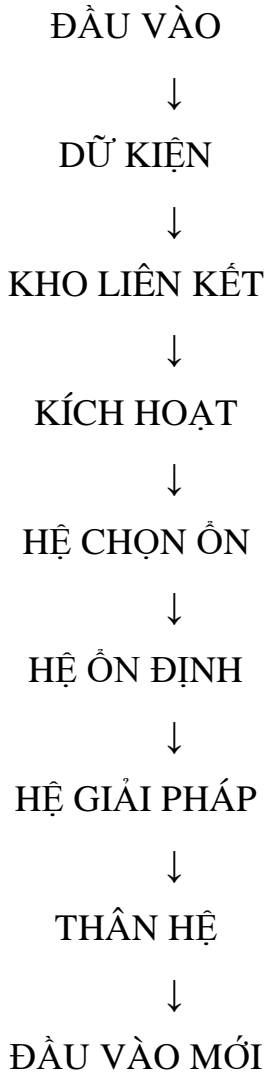 ĐẦU VÀO
↓
DỮ KIỆN
↓
KHO LIÊN KẾT
↓
KÍCH HOẠT
↓
HỆ CHỌN ỔN
↓
HỆ ỔN ĐỊNH
↓
HỆ GIẢI PHÁP
↓
THÂN HỆ
↓
ĐẦU VÀO MỚI